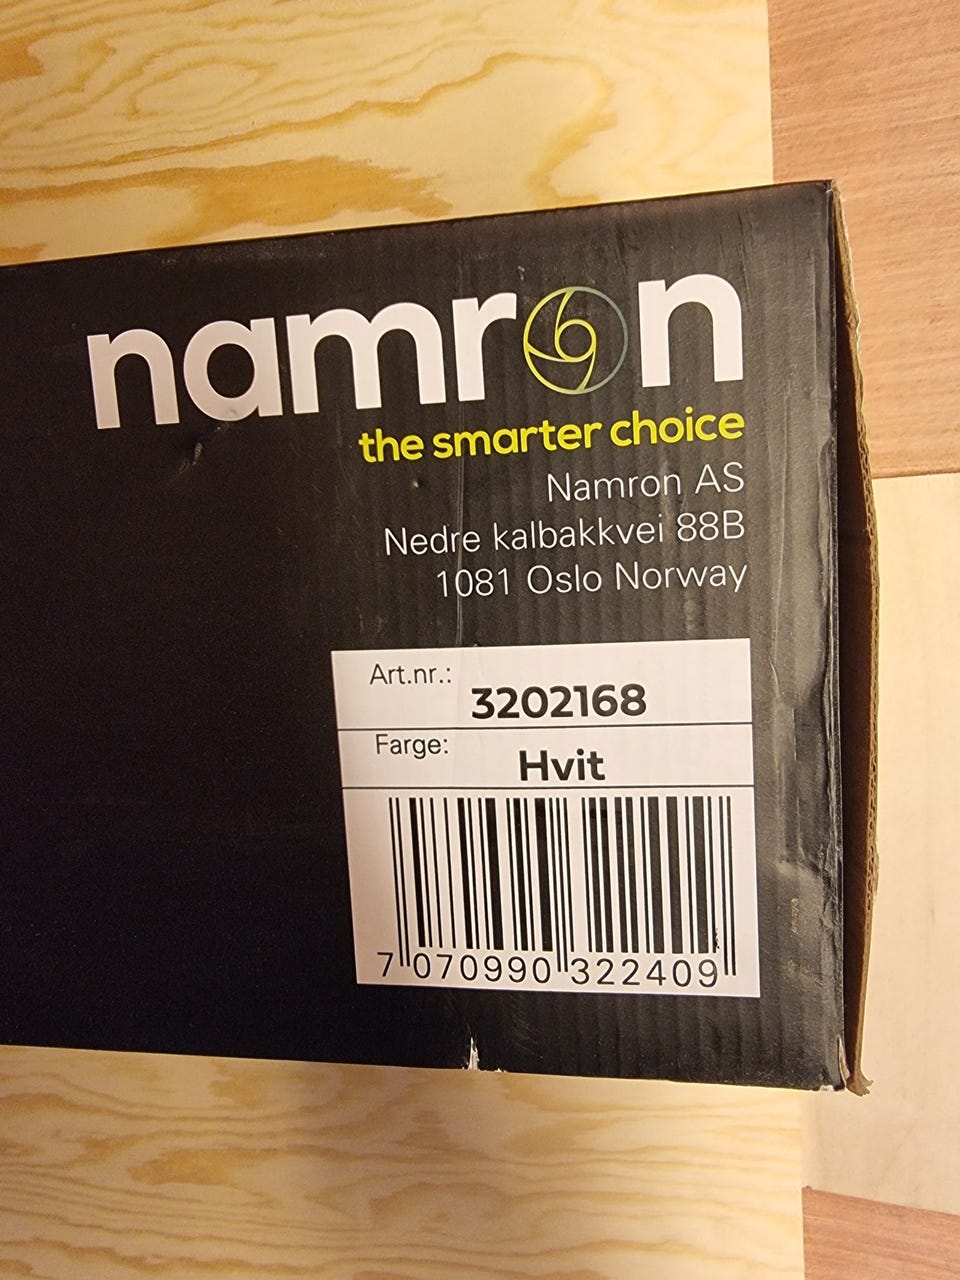 namron
the smarter choice
Namron AS
Nedre kalbakkvei 88B
1081 Oslo Norway
Art.nr.: 3202168
Farge: Hvit
7 070990 322409